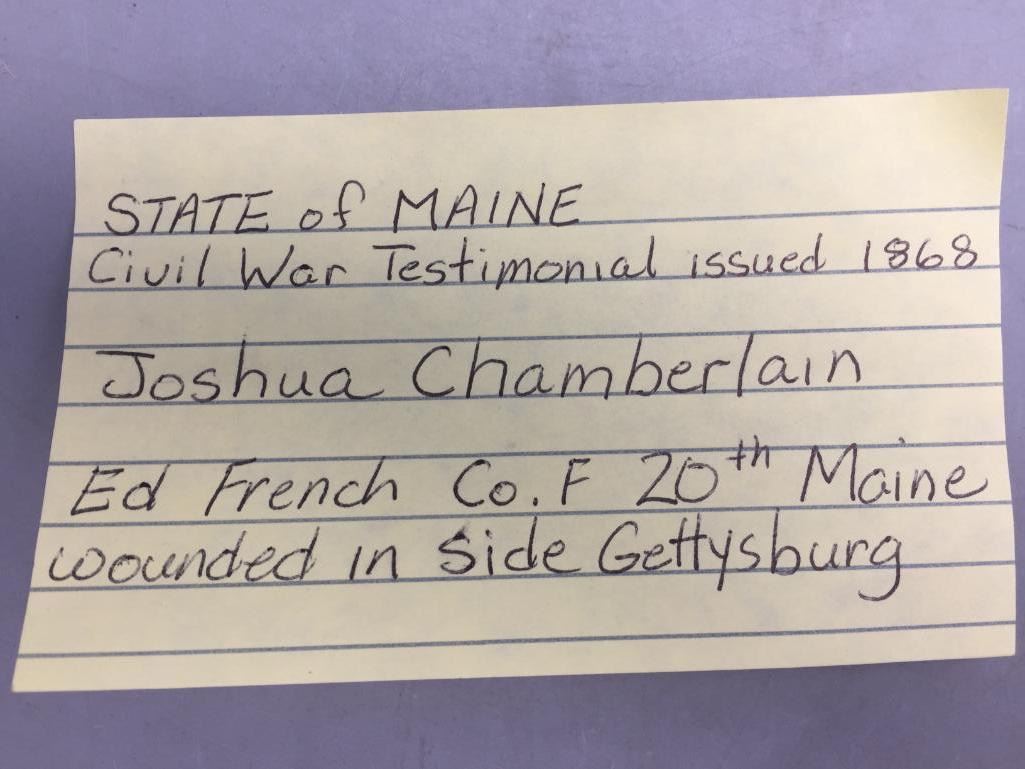 STATE of MAINE
Civil War Testimonial issued 1868
Joshua Chamberlain
Ed French Co. F 20th Maine
wounded in side Gettysburg